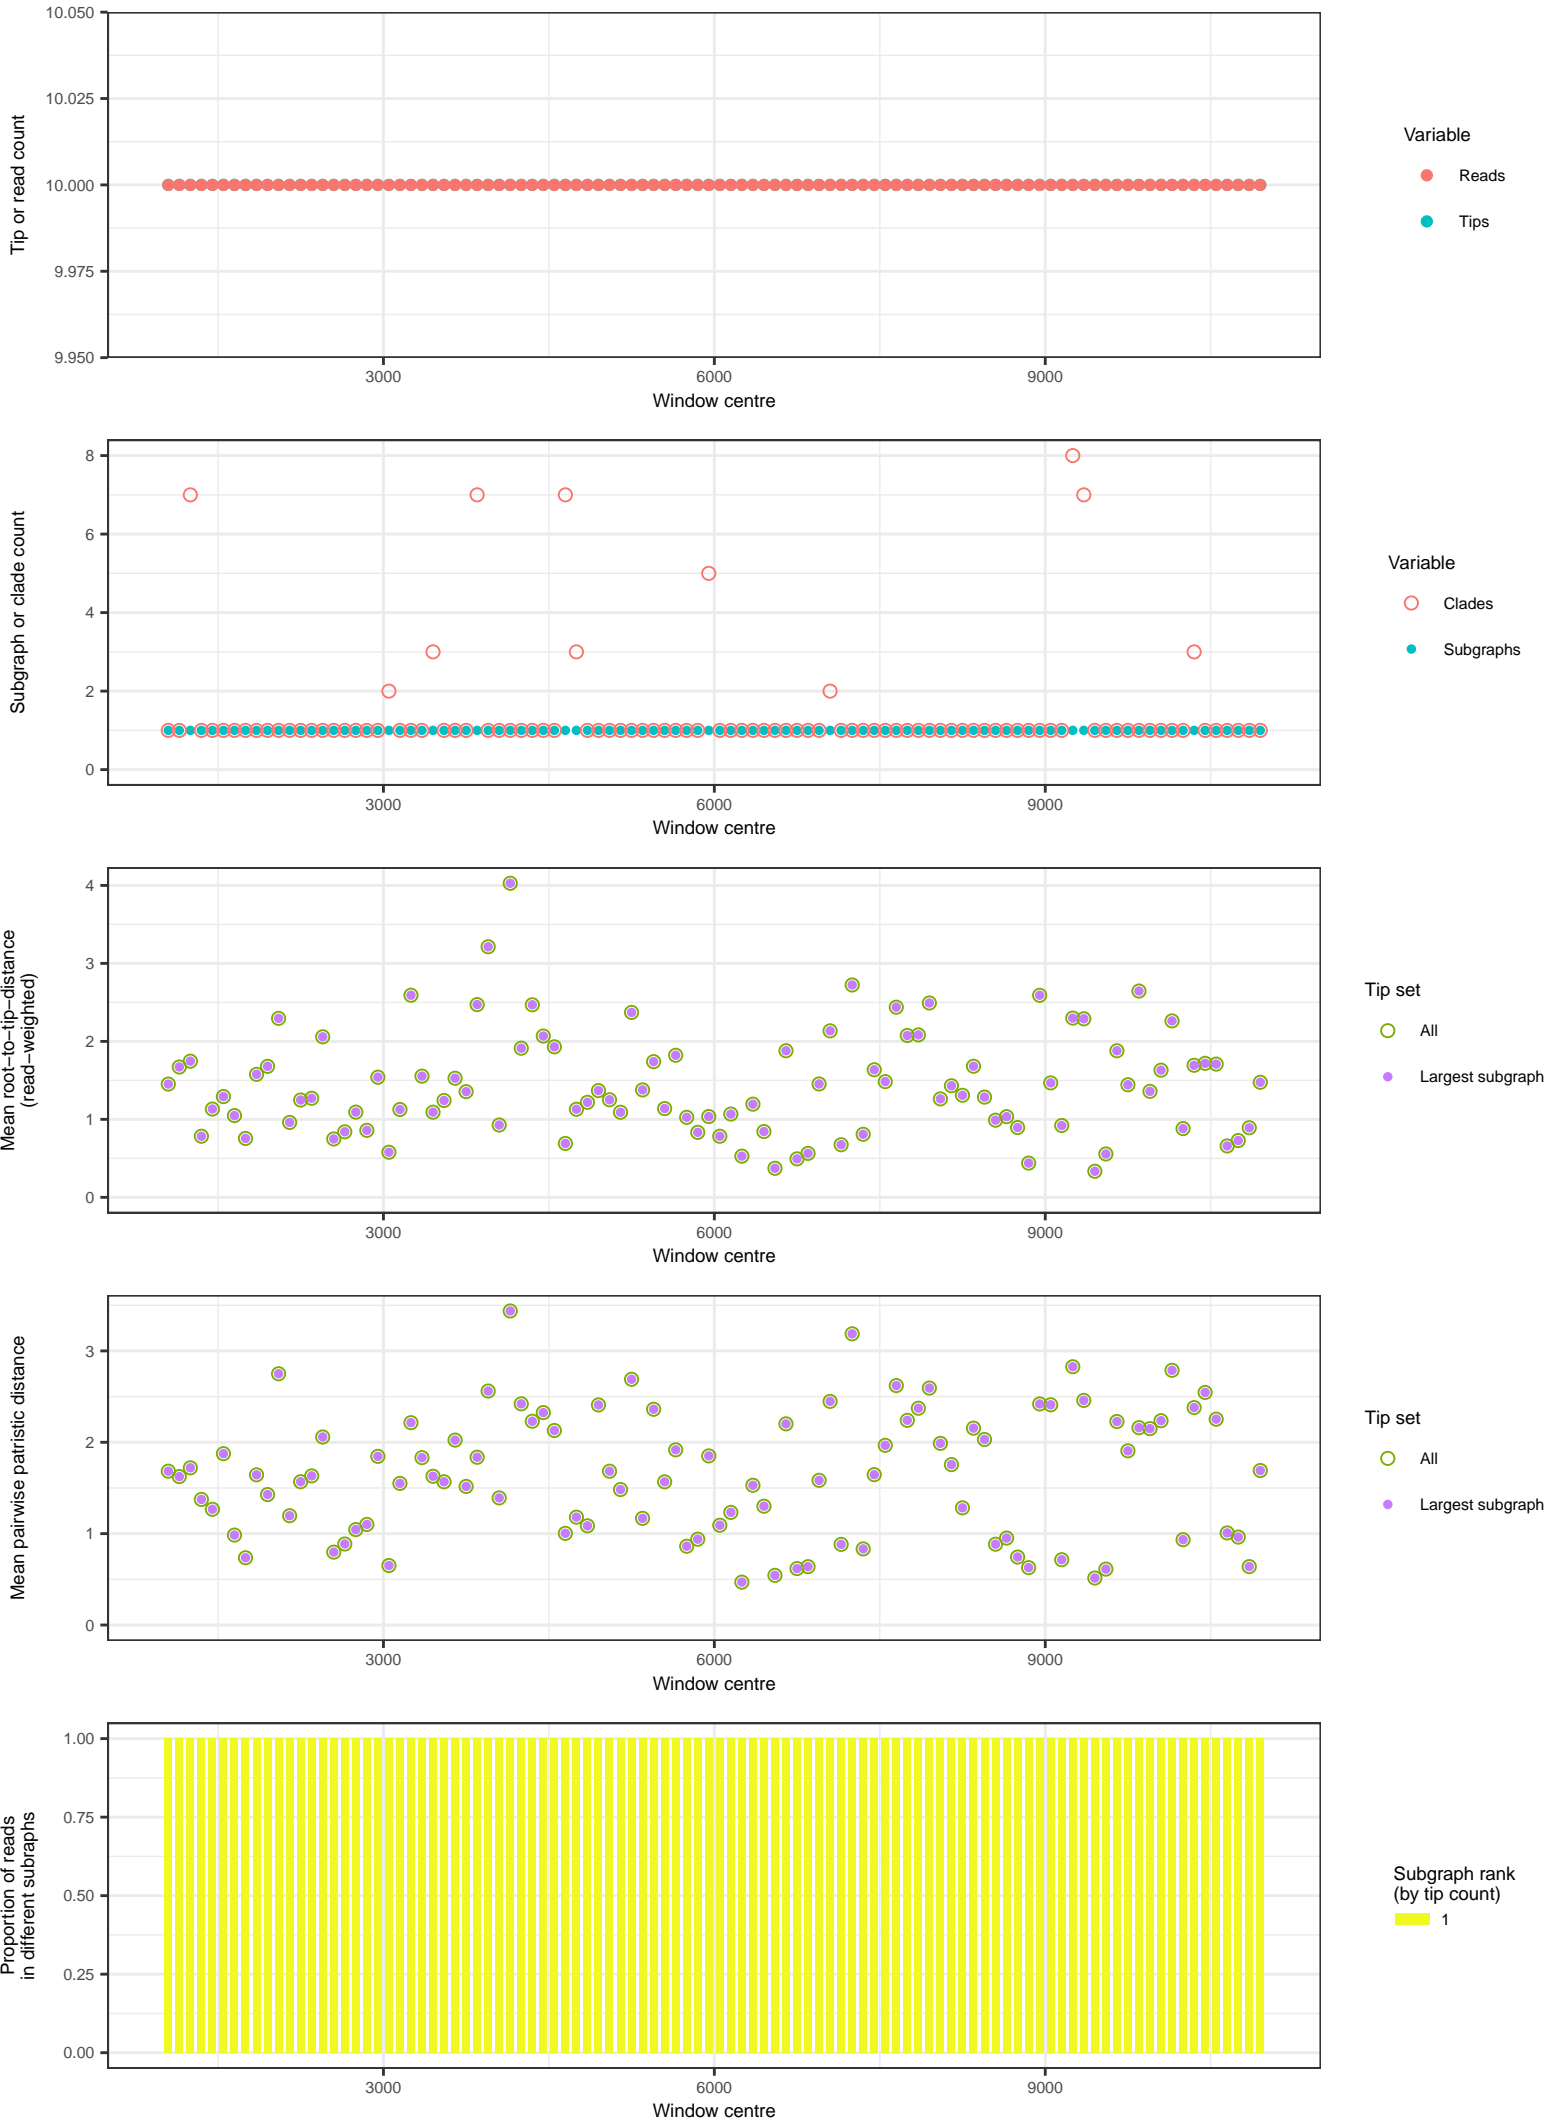 10.050
10.025
10.000
9.975
9.950
Tip or read count
3000 6000 9000
Window centre
Variable
Reads
Tips
8
6
4
2
0
Subgraph or clade count
3000 6000 9000
Window centre
Variable
Clades
Subgraphs
4
3
2
1
0
Mean root−to−tip−distance
(read−weighted)
3000 6000 9000
Window centre
Tip set
All
Largest subgraph
3
2
1
0
Mean pairwise patristic distance
3000 6000 9000
Window centre
Tip set
All
Largest subgraph
1.00
0.75
0.50
0.25
0.00
Proportion of reads
in different subraphs
3000 6000 9000
Window centre
Subgraph rank
(by tip count)
1